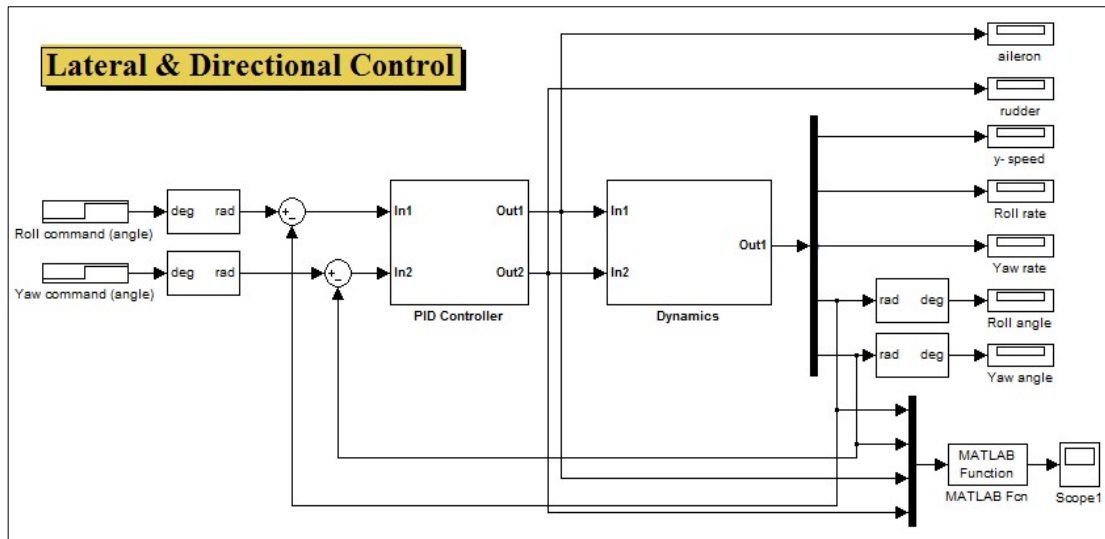 Lateral & Directional Control
aileron
rudder
y- speed
Roll rate
Yaw rate
deg rad
Roll command (angle)
deg rad
Yaw command (angle)
In1 Out1
In2 Out2
PID Controller
In1
In2
Out1
Dynamics
rad deg
Roll angle
rad deg
Yaw angle
MATLAB
Function
MATLAB Fcn
Scope1